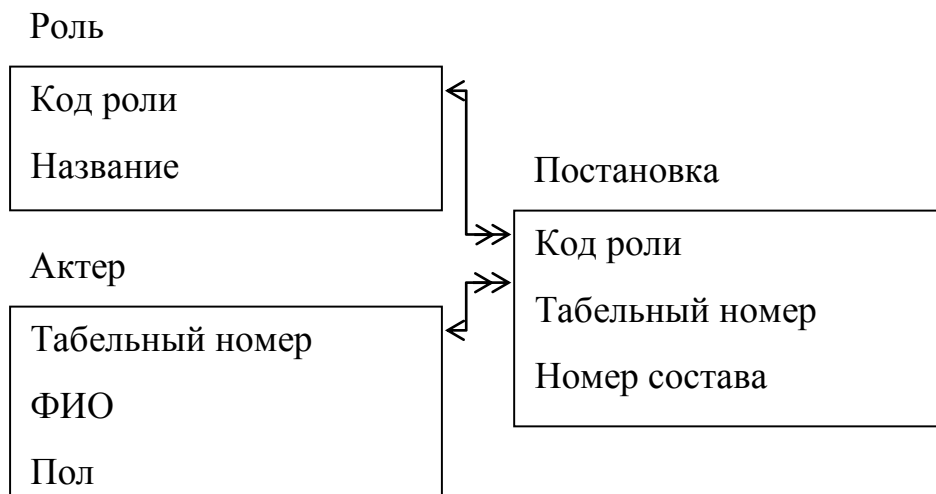 Роль
Код роли
Название
Постановка
Код роли
Табельный номер
Номер состава
Актер
Табельный номер
ФИО
Пол